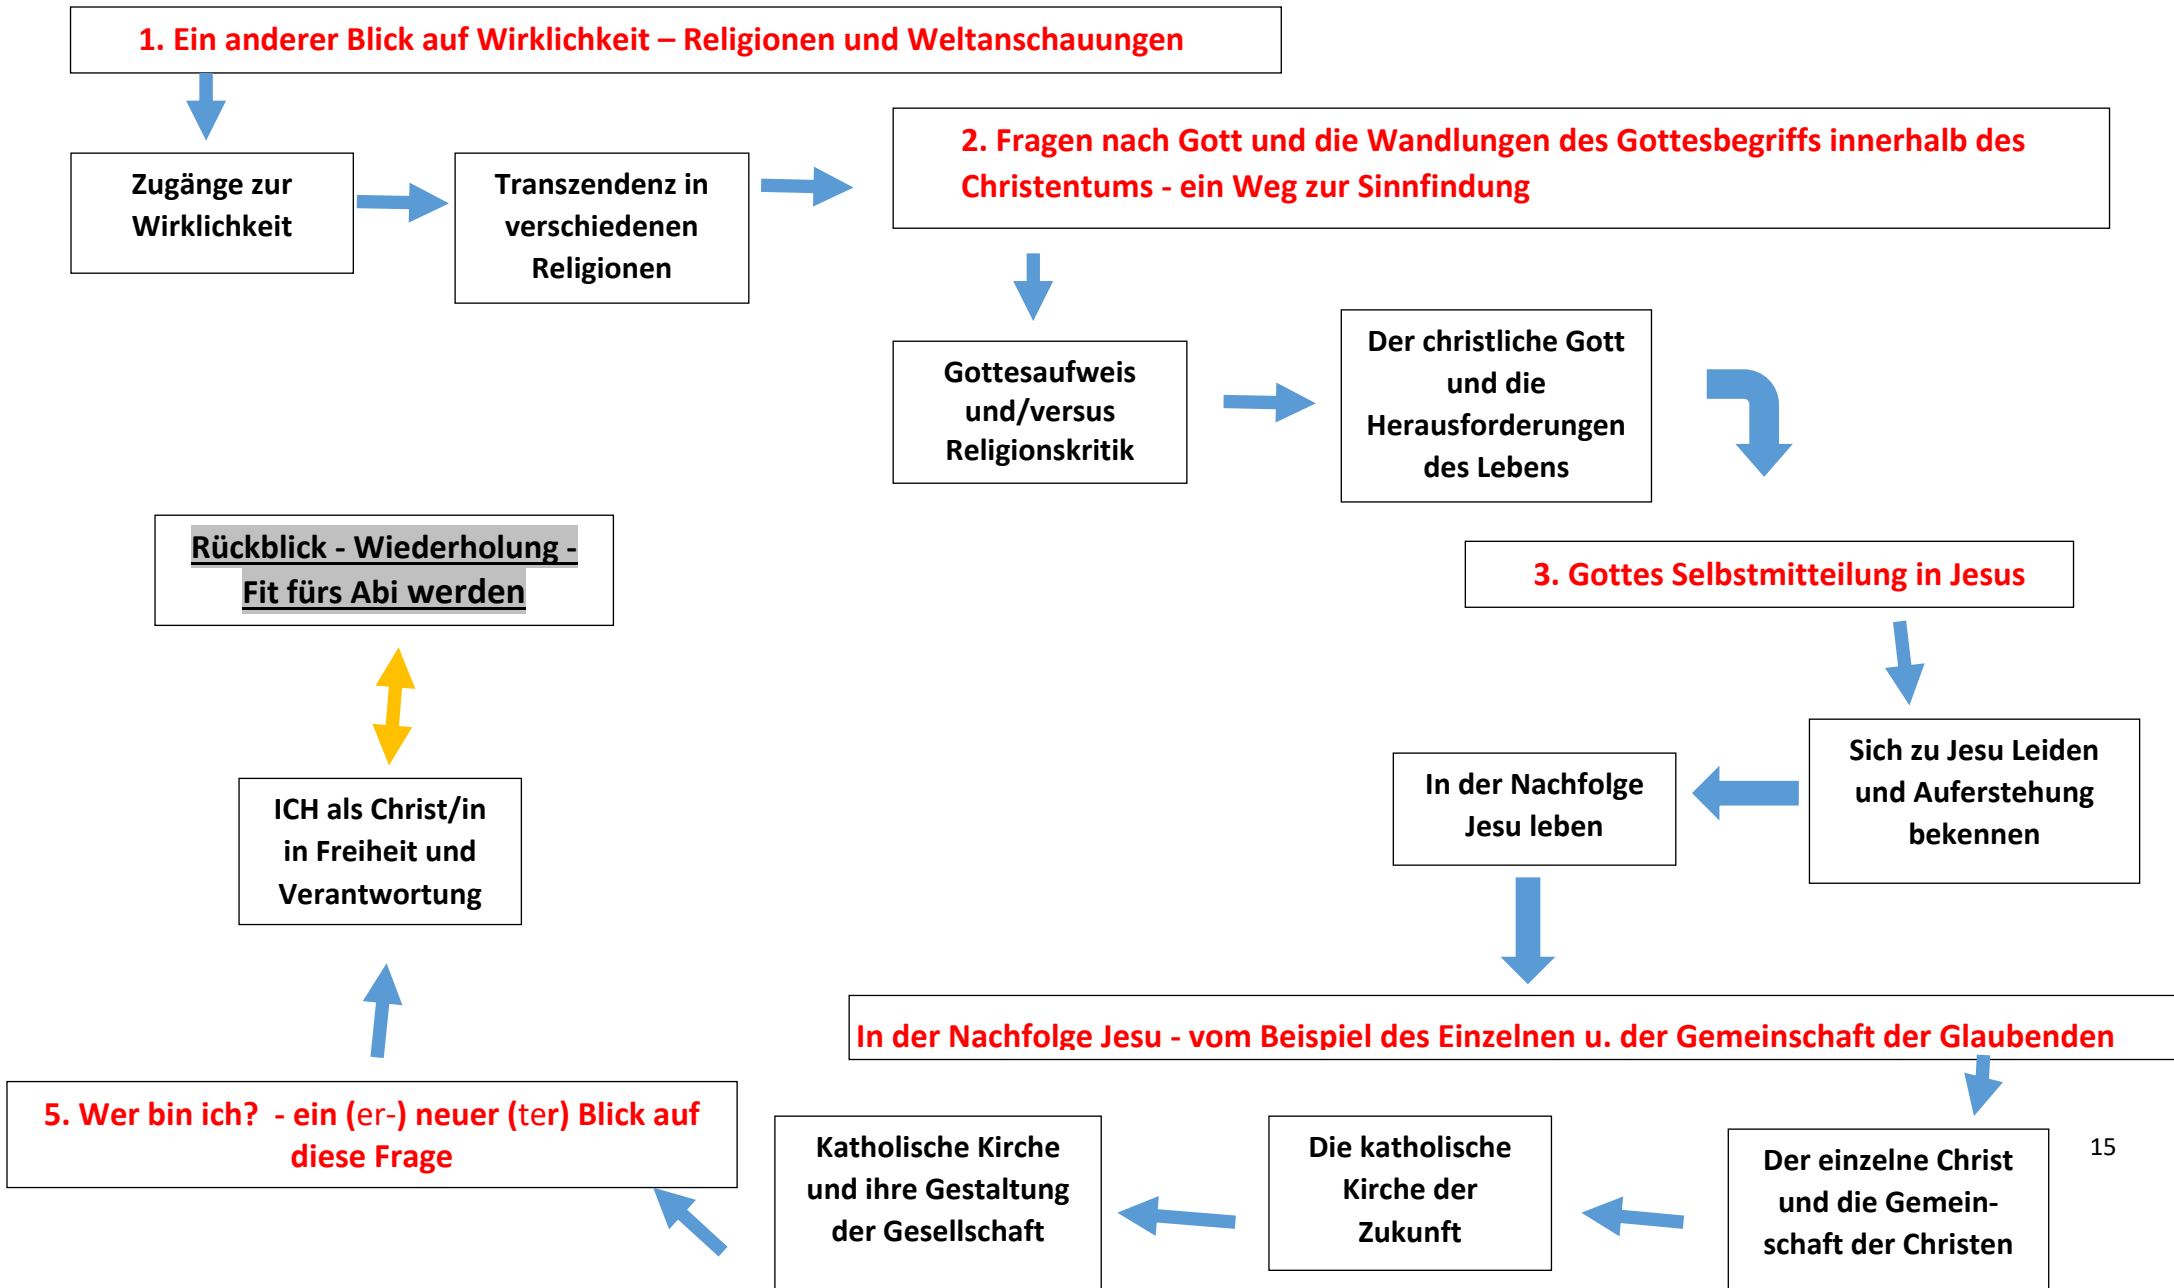 1. Ein anderer Blick auf Wirklichkeit – Religionen und Weltanschauungen
Zugänge zur
Wirklichkeit
Transzendenz in
verschiedenen
Religionen
2. Fragen nach Gott und die Wandlungen des Gottesbegriffs innerhalb des
Christentums - ein Weg zur Sinnfindung
Gottesaufweis
und/versus
Religionskritik
Der christliche Gott
und die
Herausforderungen
des Lebens
3. Gottes Selbstmitteilung in Jesus
Sich zu Jesu Leiden
und Auferstehung
bekennen
In der Nachfolge
Jesu leben
In der Nachfolge Jesu - vom Beispiel des Einzelnen u. der Gemeinschaft der Glaubenden
Der einzelne Christ
und die Gemein-
schaft der Christen
Die katholische
Kirche der
Zukunft
Katholische Kirche
und ihre Gestaltung
der Gesellschaft
5. Wer bin ich?  - ein (er-) neuer (ter) Blick auf
diese Frage
ICH als Christ/in
in Freiheit und
Verantwortung
Rückblick - Wiederholung -
Fit fürs Abi werden
15